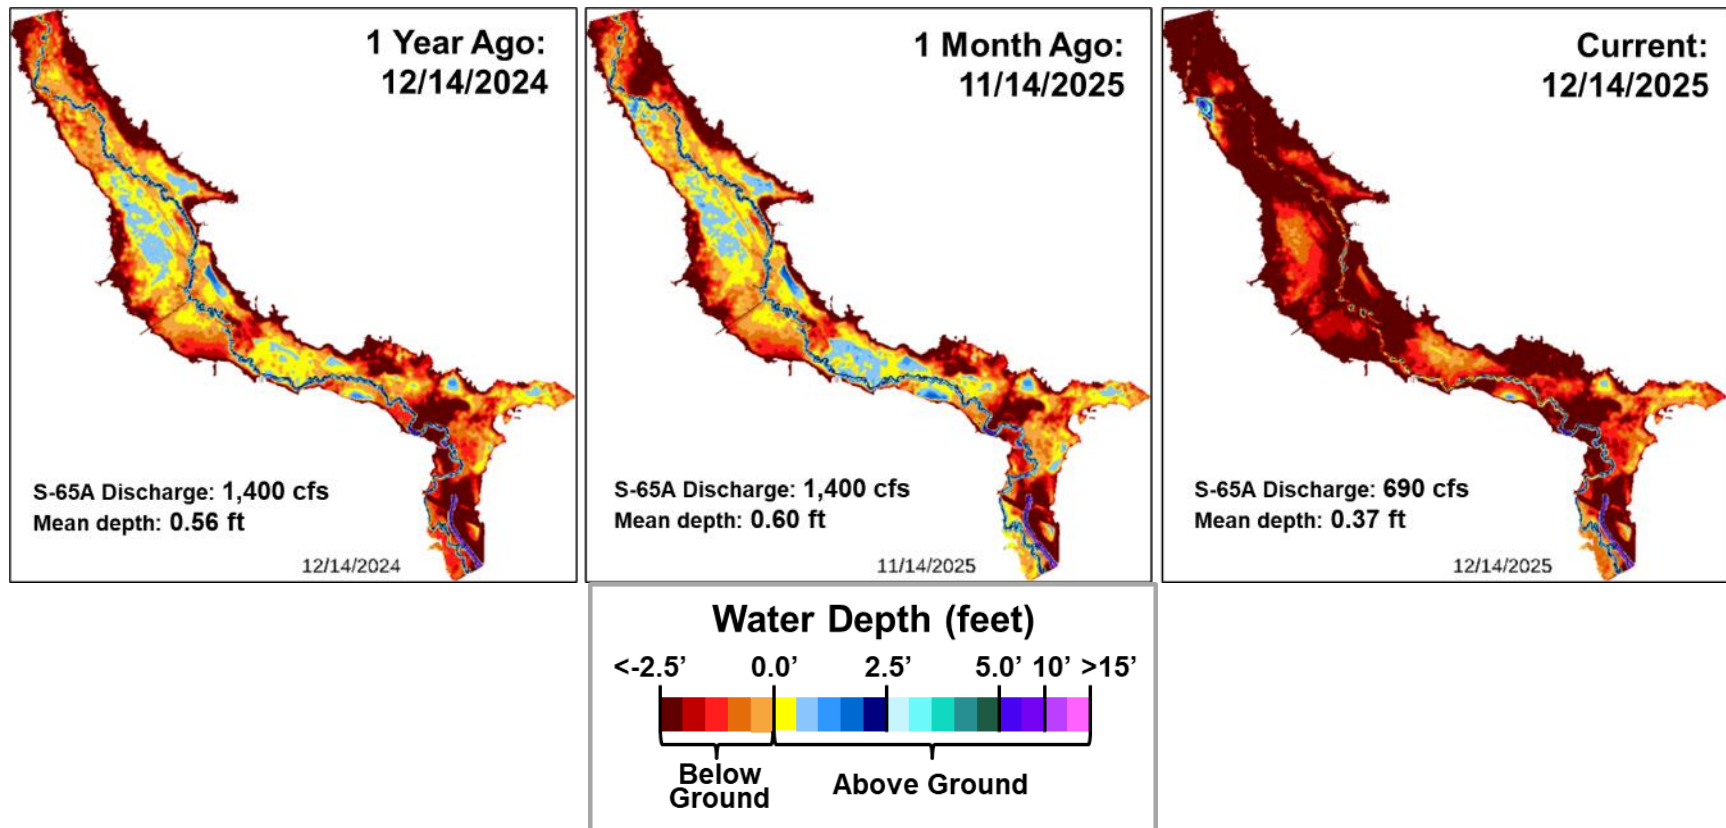 1 Year Ago:
12/14/2024
S-65A Discharge: 1,400 cfs
Mean depth: 0.56 ft
12/14/2024
1 Month Ago:
11/14/2025
S-65A Discharge: 1,400 cfs
Mean depth: 0.60 ft
11/14/2025
Current:
12/14/2025
S-65A Discharge: 690 cfs
Mean depth: 0.37 ft
12/14/2025
Water Depth (feet)
<-2.5’ 0.0’ 2.5’ 5.0’ 10’ >15’
Below
Ground
Above Ground